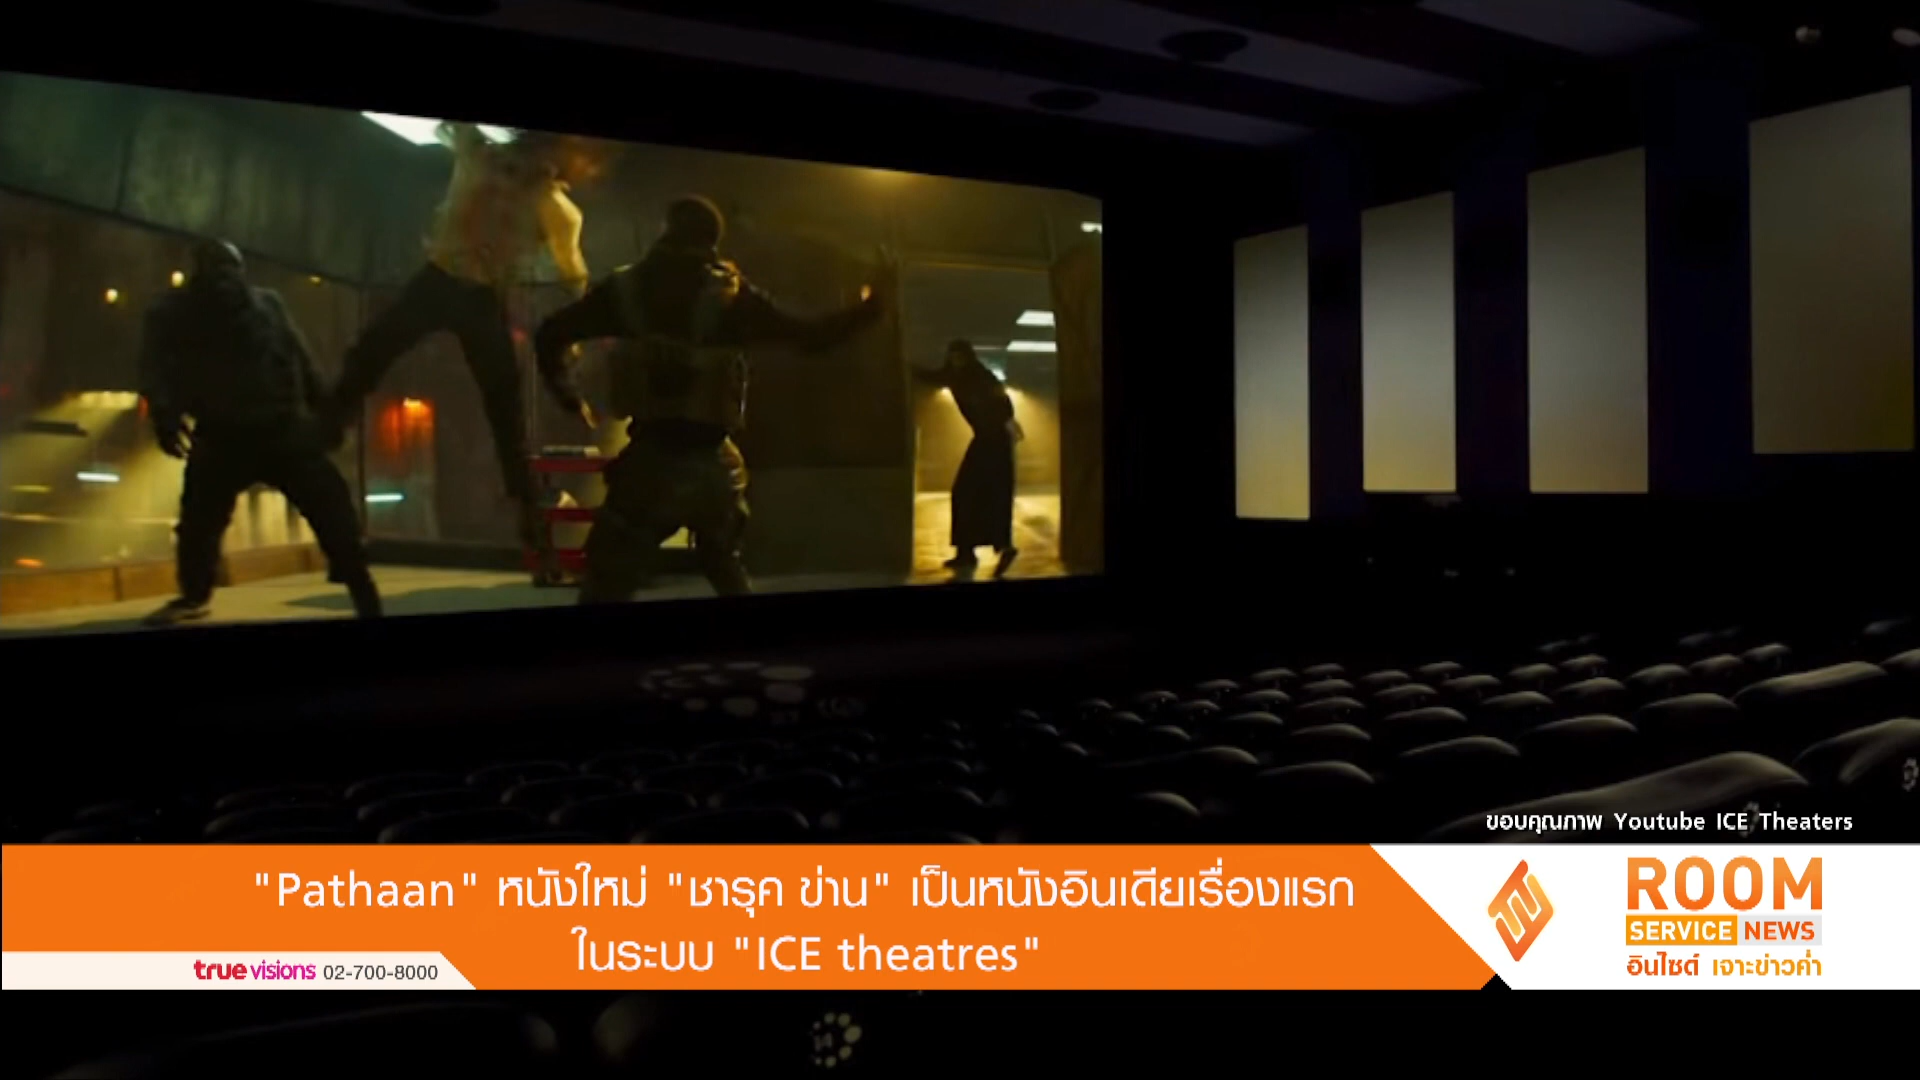 ขอบคุณภาพ Youtube ICE Theaters
"Pathaan" หนังใหม่ "ชารุค ข่าน" เป็นหนังอินเดียเรื่องแรก
ในระบบ "ICE theatres"
truevisions 02-700-8000
ROOM
SERVICE NEWS
อินไซด์ เจาะข่าวค่ำ